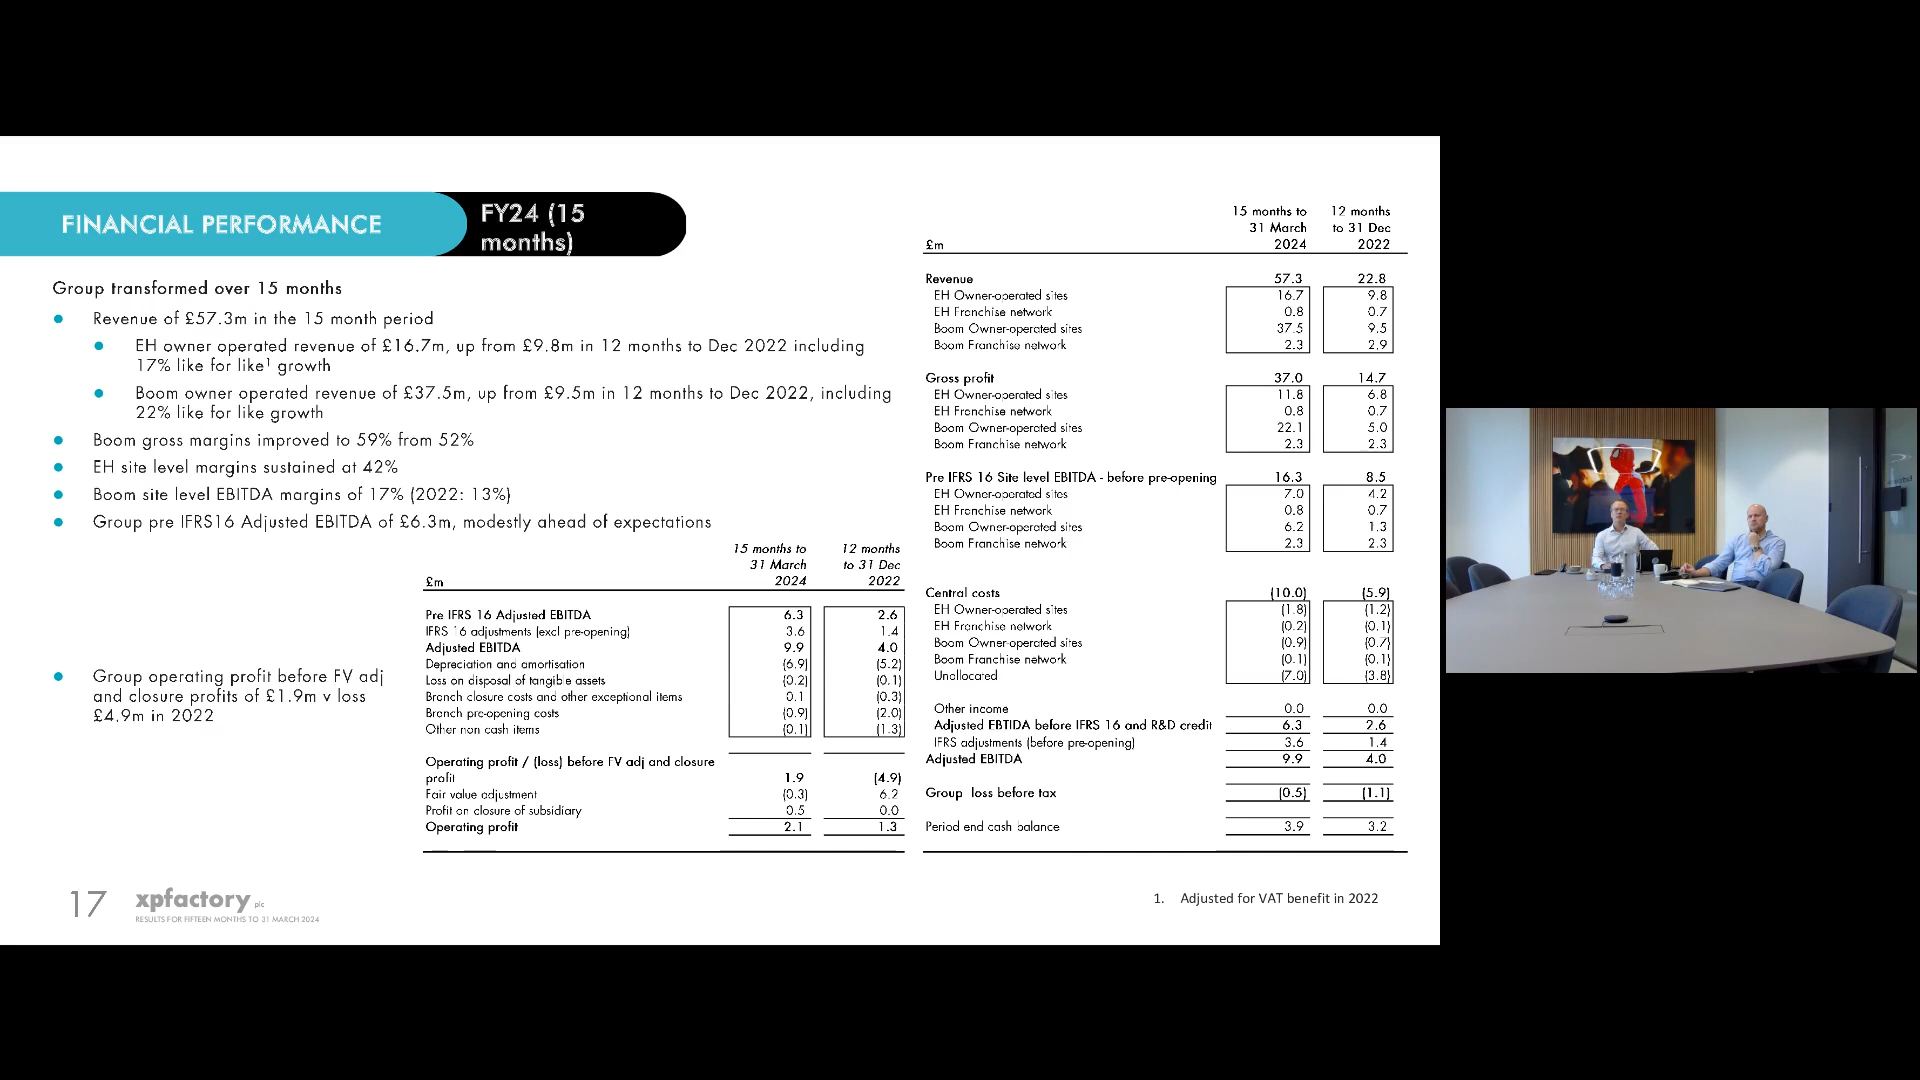 FINANCIAL PERFORMANCE
FY24 (15
months)
Group transformed over 15 months
Revenue of £57.3m in the 15 month period
EH owner operated revenue of £16.7m, up from £9.8m in 12 months to Dec 2022 including
17% like for like¹ growth
Boom owner operated revenue of £37.5m, up from £9.5m in 12 months to Dec 2022, including
22% like for like growth
Boom gross margins improved to 59% from 52%
EH site level margins sustained at 42%
Boom site level EBITDA margins of 17% (2022: 13%)
Group pre IFRS16 Adjusted EBITDA of £6.3m, modestly ahead of expectations
Group operating profit before FV adj
and closure profits of £1.9m v loss
£4.9m in 2022
15 months to 12 months
31 March to 31 Dec
£m 2024 2022
Pre IFRS 16 Adjusted EBITDA 6.3 2.6
IFRS 16 adjustments (excl pre-opening) 3.6 1.4
Adjusted EBITDA 9.9 4.0
Depreciation and amortisation (6.9) (5.2)
Loss on disposal of tangible assets (0.2) (0.1)
Branch closure costs and other exceptional items 0.1 (0.3)
Branch pre-opening costs (0.9) (2.0)
Other non cash items (0.1) (1.3)
Operating profit / (loss) before FV adj and closure
profit 1.9 (4.9)
Fair value adjustment (0.3) 6.2
Profit on closure of subsidiary 0.5 0.0
Operating profit 2.1 1.3
15 months to 12 months
31 March to 31 Dec
£m 2024 2022
Revenue 57.3 22.8
EH Owner-operated sites 16.7 9.8
EH Franchise network 0.8 0.7
Boom Owner-operated sites 37.5 9.5
Boom Franchise network 2.3 2.9
Gross profit 37.0 14.7
EH Owner-operated sites 11.8 6.8
EH Franchise network 0.8 0.7
Boom Owner-operated sites 22.1 5.0
Boom Franchise network 2.3 2.3
Pre IFRS 16 Site level EBITDA - before pre-opening 16.3 8.5
EH Owner-operated sites 7.0 4.2
EH Franchise network 0.8 0.7
Boom Owner-operated sites 6.2 1.3
Boom Franchise network 2.3 2.3
Central costs (10.0) (5.9)
EH Owner-operated sites (1.8) (1.2)
EH Franchise network (0.2) (0.1)
Boom Owner-operated sites (0.9) (0.7)
Boom Franchise network (0.1) (0.1)
Unallocated (7.0) (3.8)
Other income 0.0 0.0
Adjusted EBTIDA before IFRS 16 and R&D credit 6.3 2.6
IFRS adjustments (before pre-opening) 3.6 1.4
Adjusted EBITDA 9.9 4.0
Group loss before tax (0.5) (1.1)
Period end cash balance 3.9 3.2
17
xpfactory plc
RESULTS FOR FIFTEEN MONTHS TO 31 MARCH 2024
1. Adjusted for VAT benefit in 2022